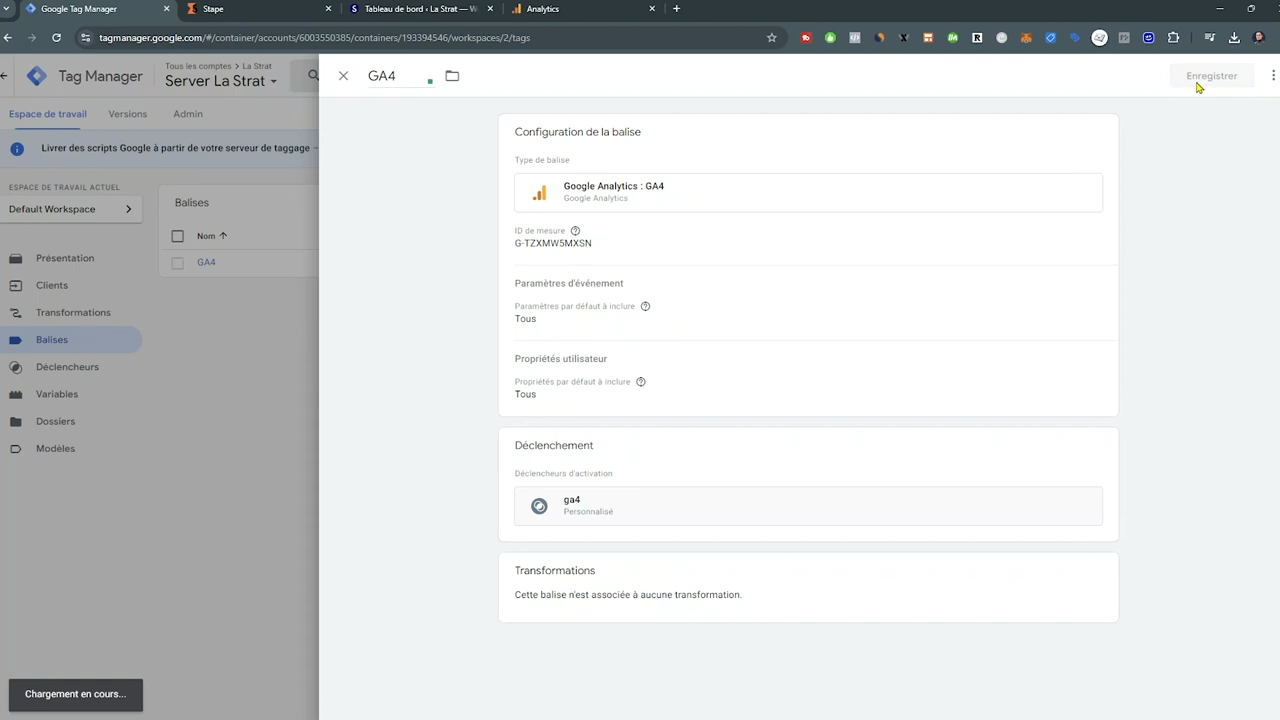 Google Tag Manager
Stape
Tableau de bord ‹ La Strat — W
Analytics
tagmanager.google.com/#/container/accounts/6003550385/containers/193394546/workspaces/2/tags
Tag Manager
Tous les comptes > La Strat
Server La Strat
GA4
Enregistrer
Espace de travail
Versions
Admin
Livrer des scripts Google à partir de votre serveur de taggage –
ESPACE DE TRAVAIL ACTUEL
Default Workspace
Présentation
Clients
Transformations
Balises
Déclencheurs
Variables
Dossiers
Modèles
Balises
Nom
GA4
Configuration de la balise
Type de balise
Google Analytics : GA4
Google Analytics
ID de mesure
G-TZXMW5MXSN
Paramètres d'événement
Paramètres par défaut à inclure
Tous
Propriétés utilisateur
Propriétés par défaut à inclure
Tous
Déclenchement
Déclencheurs d'activation
ga4
Personnalisé
Transformations
Cette balise n'est associée à aucune transformation.
Chargement en cours...